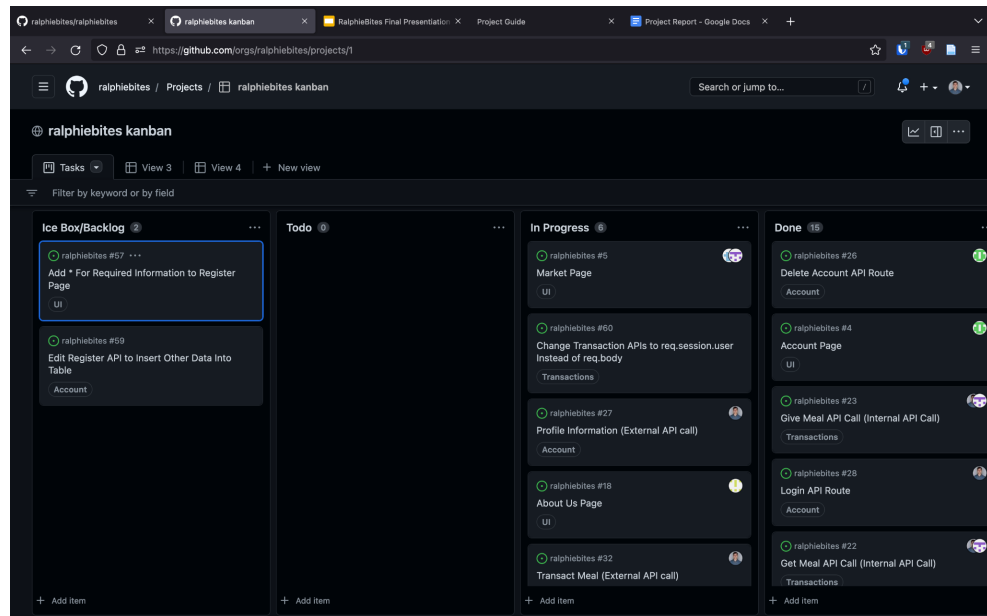 ralphiebites/ralphiebites
ralphiebites kanban
RalphieBites Final Presentation
Project Guide
Project Report - Google Docs
https://github.com/orgs/ralphiebites/projects/1
ralphiebites / Projects / ralphiebites kanban
Search or jump to...
/
ralphiebites kanban
Tasks
View 3
View 4
+ New view
Filter by keyword or by field
Ice Box/Backlog 2
ralphiebites #57
Add * For Required Information to Register
Page
UI
ralphiebites #59
Edit Register API to Insert Other Data Into
Table
Account
+ Add item
Todo 0
+ Add item
In Progress 6
ralphiebites #5
Market Page
UI
ralphiebites #60
Change Transaction APIs to req.session.user
Instead of req.body
Transactions
ralphiebites #27
Profile Information (External API call)
Account
ralphiebites #18
About Us Page
UI
ralphiebites #32
Transact Meal (External API call)
+ Add item
Done 15
ralphiebites #26
Delete Account API Route
Account
ralphiebites #4
Account Page
UI
ralphiebites #23
Give Meal API Call (Internal API Call)
Transactions
ralphiebites #28
Login API Route
Account
ralphiebites #22
Get Meal API Call (Internal API Call)
Transactions
+ Add item